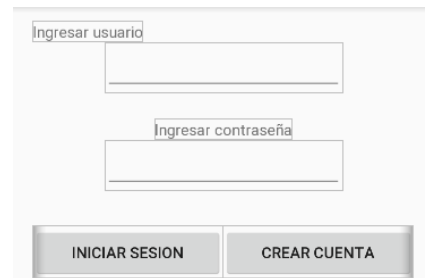 Ingresar usuario
Ingresar contraseña
INICIAR SESION CREAR CUENTA